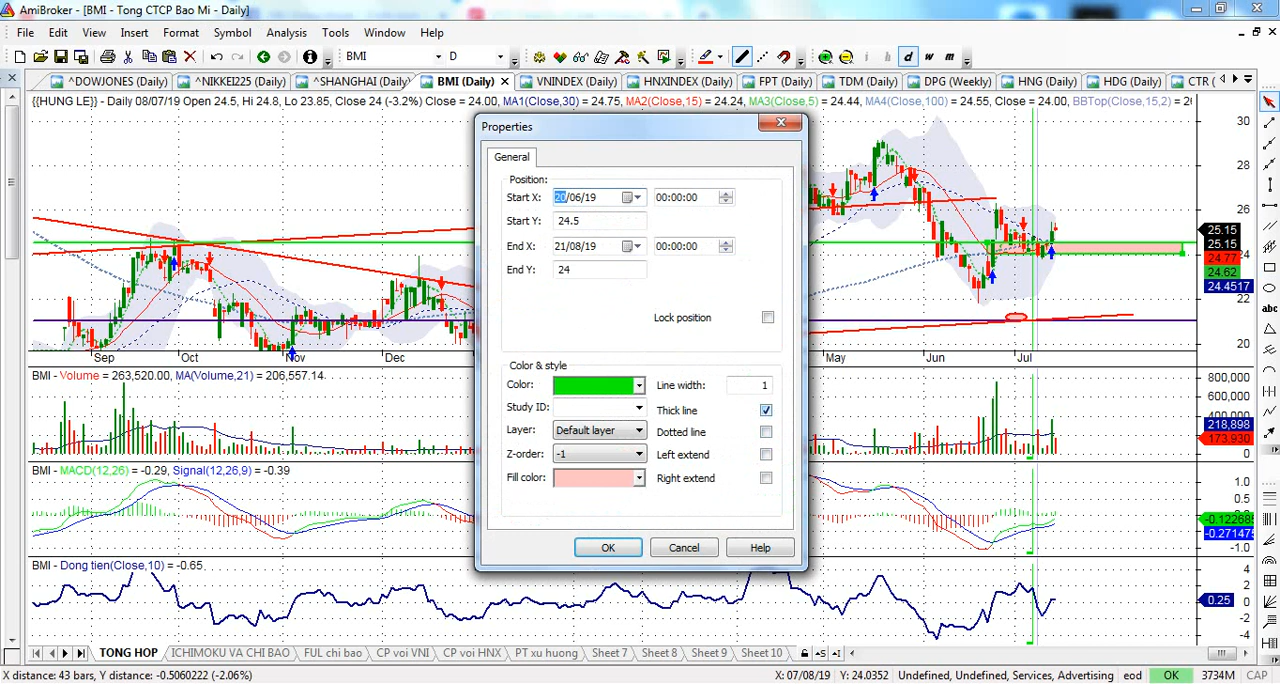 AmiBroker - [BMI - Tong CTCP Bao Mi - Daily]
File Edit View Insert Format Symbol Analysis Tools Window Help
BMI D i h d w m
^DOWJONES (Daily) ^NIKKEI225 (Daily) ^SHANGHAI (Daily) BMI (Daily) VNINDEX (Daily) HNXINDEX (Daily) FPT (Daily) TDM (Daily) DPG (Weekly) HNG (Daily) HDG (Daily) CTR (
{{HUNG LE}} - Daily 08/07/19 Open 24.5, Hi 24.8, Lo 23.85, Close 24 (-3.2%) Close = 24.00, MA1(Close,30) = 24.75, MA2(Close,15) = 24.24, MA3(Close,5) = 24.44, MA4(Close,100) = 24.55, Close = 24.00, BBTop(Close,15,2) = 2
Properties
General
Position:
Start X: 20/06/19 00:00:00
Start Y: 24.5
End X: 21/08/19 00:00:00
End Y: 24
Lock position
Color & style
Color: Line width: 1
Study ID: Thick line
Layer: Default layer Dotted line
Z-order: -1 Left extend
Fill color: Right extend
OK Cancel Help
30
28
26
25.15
25.15
24.77
24.62
24
24.4517
22
20
abc
Sep Oct Nov Dec May Jun Jul
BMI - Volume = 263,520.00, MA(Volume,21) = 206,557.14
800,000
600,000
400,000
218,898
173,930
BMI - MACD(12,26) = -0.29, Signal(12,26,9) = -0.39
1.0
0.5
-0.122685
-0.271475
-1.0
BMI - Dong tien(Close,10) = -0.65
4
2
0.25
0
-2
-4
TONG HOP ICHIMOKU VA CHI BAO FUL chi bao CP voi VNI CP voi HNX PT xu huong Sheet 7 Sheet 8 Sheet 9 Sheet 10
X distance: 43 bars, Y distance: -0.5060222 (-2.06%) X: 07/08/19 Y: 24.0352 Undefined, Undefined, Services, Advertising eod OK 3734M CAP